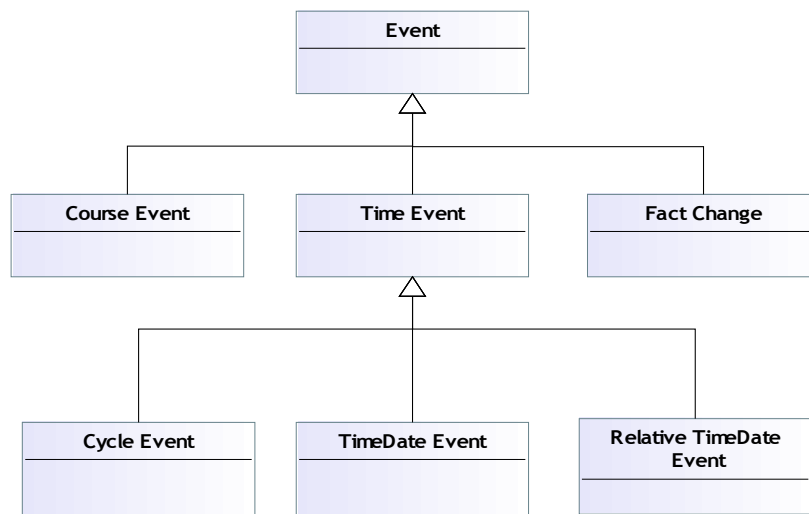 Event
Course Event
Time Event
Fact Change
Cycle Event
TimeDate Event
Relative TimeDate
Event